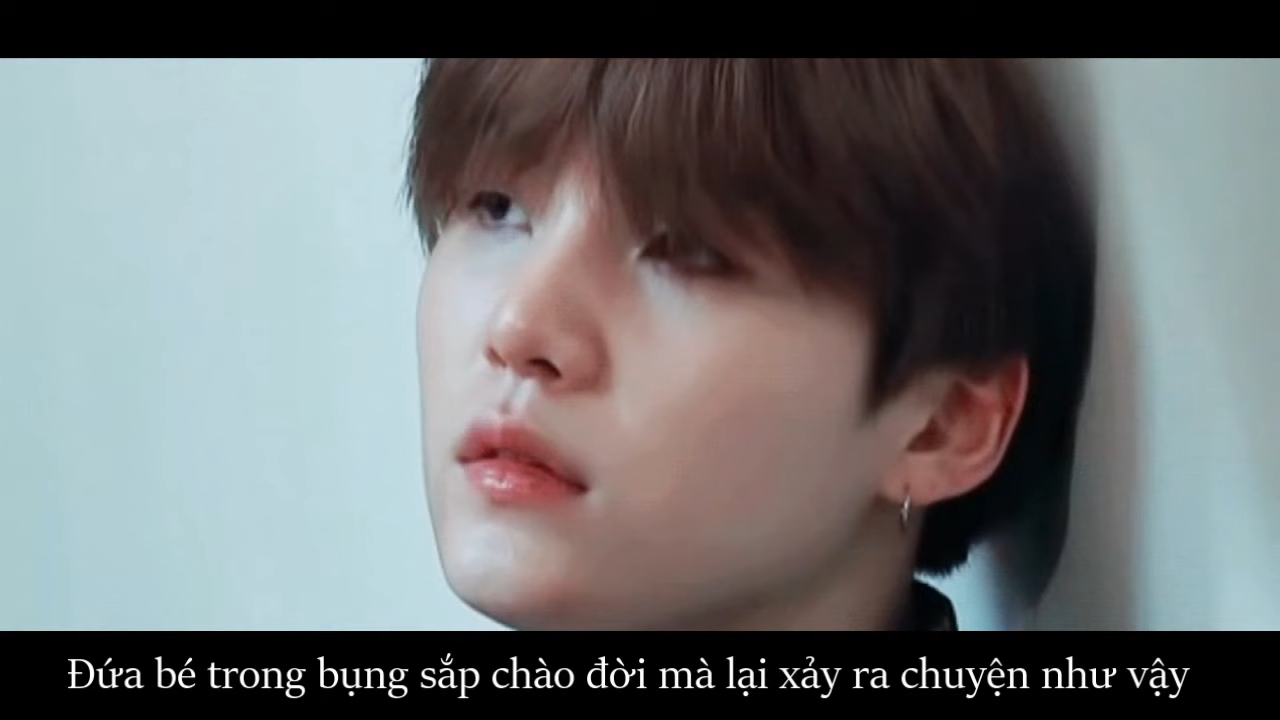 Đứa bé trong bụng sắp chào đời mà lại xảy ra chuyện như vậy